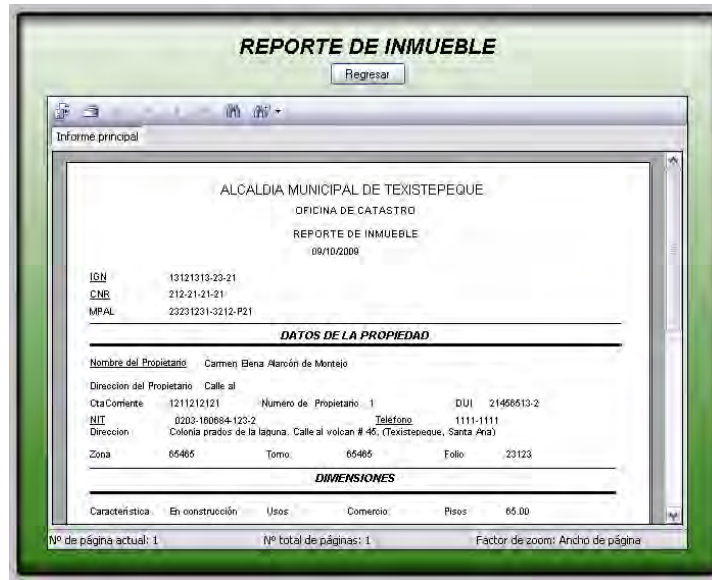 REPORTE DE INMUEBLE
Regresar
Informe principal
ALCALDIA MUNICIPAL DE TEXISTEPEQUE
OFICINA DE CATASTRO
REPORTE DE INMUEBLE
09/10/2009
IGN 13121313-23-21
CNR 212-21-21-21
MPAL 23231231-3212-P21
DATOS DE LA PROPIEDAD
Nombre del Propietario Carmen Elena Alarcón de Montejo
Direccion del Propietario Calle al
CtaCorriente 1211212121 Numero de Propietario 1 DUI 21456513-2
NIT 0203-160684-123-2 Teléfono 1111-1111
Direccion Colonia prados de la laguna. Calle al volcan # 45, (Texistepeque, Santa Ana)
Zona 65465 Tomo 65465 Folio 23123
DIMENSIONES
Caracteristica En construcción Usos Comercio Pisos 65.00
Nº de página actual: 1 Nº total de páginas: 1 Factor de zoom: Ancho de página